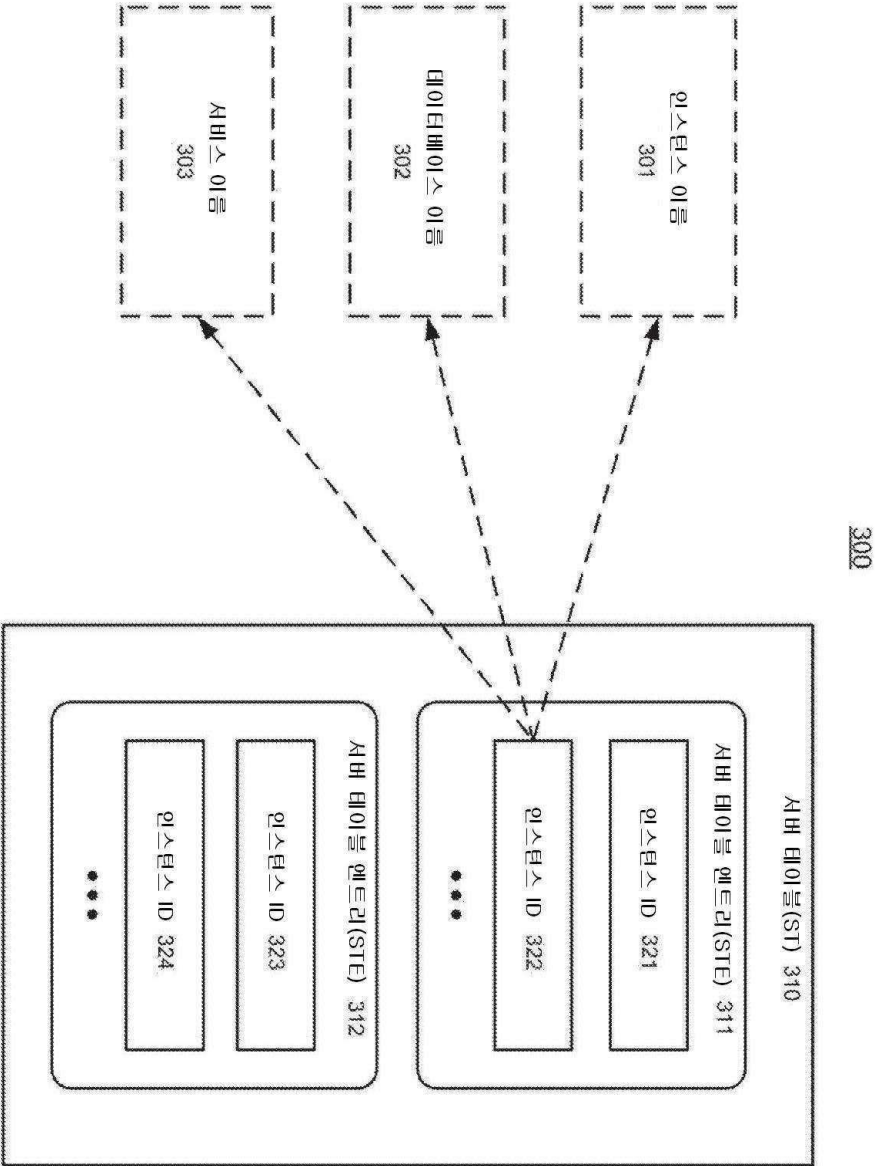 300
인스턴스 이름
301
데이터베이스 이름
302
서비스 이름
303
서버 테이블(ST) 310
서버 테이블 엔트리(STE) 311
인스턴스 ID 321
인스턴스 ID 322
서버 테이블 엔트리(STE) 312
인스턴스 ID 323
인스턴스 ID 324